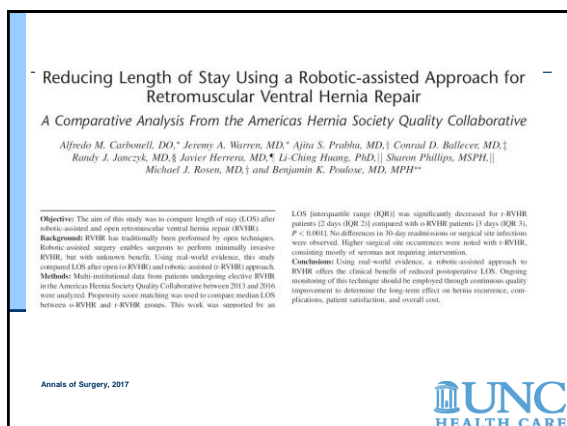 Reducing Length of Stay Using a Robotic-assisted Approach for
Retromuscular Ventral Hernia Repair
A Comparative Analysis From the Americas Hernia Society Quality Collaborative
Alfredo M. Carbonell, DO,* Jeremy A. Warren, MD,* Ajita S. Prabhu, MD,† Conrad D. Ballecer, MD,‡
Randy J. Janczyk, MD,§ Javier Herrera, MD,¶ Li-Ching Huang, PhD,|| Sharon Phillips, MSPH,||
Michael J. Rosen, MD,† and Benjamin K. Poulose, MD, MPH**
Objective: The aim of this study was to compare length of stay (LOS) after
robotic-assisted and open retromuscular ventral hernia repair (RVHR).
Background: RVHR has traditionally been performed by open techniques.
Robotic-assisted surgery enables surgeons to perform minimally invasive
RVHR, but with unknown benefit. Using real-world evidence, this study
compared LOS after open (o-RVHR) and robotic-assisted (r-RVHR) approach.
Methods: Multi-institutional data from patients undergoing elective RVHR
in the Americas Hernia Society Quality Collaborative between 2013 and 2016
were analyzed. Propensity score matching was used to compare median LOS
between o-RVHR and r-RVHR groups. This work was supported by an
LOS [interquartile range (IQR)] was significantly decreased for r-RVHR
patients [2 days (IQR 2)] compared with o-RVHR patients [3 days (IQR 3),
P < 0.001]. No differences in 30-day readmissions or surgical site infections
were observed. Higher surgical site occurrences were noted with r-RVHR,
consisting mostly of seromas not requiring intervention.
Conclusions: Using real-world evidence, a robotic-assisted approach to
RVHR offers the clinical benefit of reduced postoperative LOS. Ongoing
monitoring of this technique should be employed through continuous quality
improvement to determine the long-term effect on hernia recurrence, com-
plications, patient satisfaction, and overall cost.
Annals of Surgery, 2017
UNC
HEALTH CARE